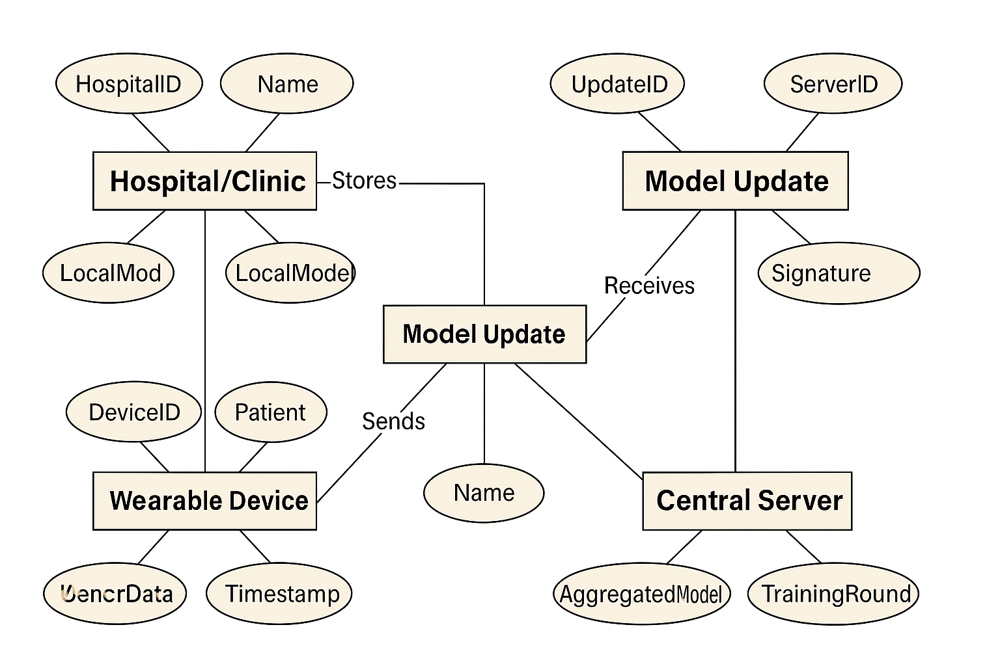 HospitalID
Name
UpdateID
ServerID
Hospital/Clinic
Stores
Model Update
LocalMod
LocalModel
Receives
Signature
Model Update
DeviceID
Patient
Sends
Wearable Device
Name
Central Server
Timestamp
AggregatedModel
TrainingRound